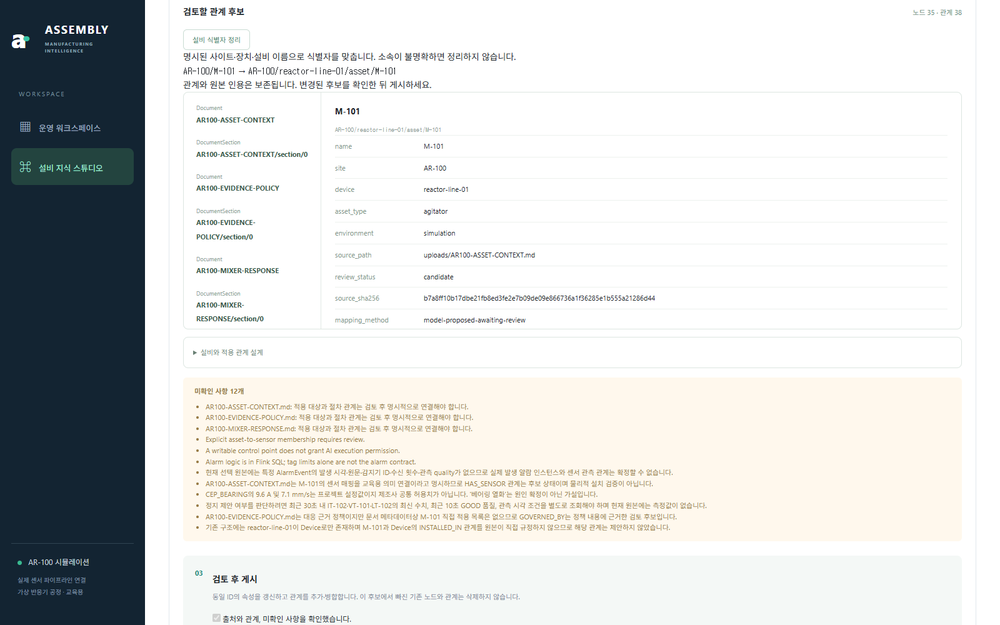 ASSEMBLY
MANUFACTURING
INTELLIGENCE
WORKSPACE
운영 워크스페이스
설비 지식 스튜디오
AR-100 시뮬레이션
실제 센서 파이프라인 연결
가상 반응기 공정 · 교육용
검토할 관계 후보
노드 35 · 관계 38
설비 식별자 정리
명시된 사이트·장치·설비 이름으로 식별자를 맞춥니다. 소속이 불명확하면 정리하지 않습니다.
AR-100/M-101 → AR-100/reactor-line-01/asset/M-101
관계와 원본 인용은 보존됩니다. 변경된 후보를 확인한 뒤 게시하세요.
Document
AR100-ASSET-CONTEXT
DocumentSection
AR100-ASSET-CONTEXT/section/0
Document
AR100-EVIDENCE-POLICY
DocumentSection
AR100-EVIDENCE-
POLICY/section/0
Document
AR100-MIXER-RESPONSE
DocumentSection
AR100-MIXER-
RESPONSE/section/0
M-101
AR-100/reactor-line-01/asset/M-101
name M-101
site AR-100
device reactor-line-01
asset_type agitator
environment simulation
source_path uploads/AR100-ASSET-CONTEXT.md
review_status candidate
source_sha256 b7a8ff10b17dbe21fb8ed3fe2e7b09de09e866736a1f36285e1b555a21286d44
mapping_method model-proposed-awaiting-review
▶ 설비와 적용 관계 설계
미확인 사항 12개
• AR100-ASSET-CONTEXT.md: 적용 대상과 절차 관계는 검토 후 명시적으로 연결해야 합니다.
• AR100-EVIDENCE-POLICY.md: 적용 대상과 절차 관계는 검토 후 명시적으로 연결해야 합니다.
• AR100-MIXER-RESPONSE.md: 적용 대상과 절차 관계는 검토 후 명시적으로 연결해야 합니다.
• Explicit asset-to-sensor membership requires review.
• A writable control point does not grant AI execution permission.
• Alarm logic is in Flink SQL; tag limits alone are not the alarm contract.
• 현재 선택 원본에는 특정 AlarmEvent의 발생 시각·원문·감지기 ID·수신 횟수·관측 quality가 없으므로 실제 발생 알람 인스턴스와 센서 관측 관계는 확정할 수 없습니다.
• AR100-ASSET-CONTEXT.md는 M-101의 센서 매핑을 교육용 의미 연결이라고 명시하므로 HAS_SENSOR 관계는 후보 상태이며 물리적 설치 검증이 아닙니다.
• CEP_BEARING의 9.6 A 및 7.1 mm/s는 프로젝트 설정값이지 제조사 공통 허용치가 아닙니다. '베어링 열화'는 원인 확정이 아닌 가설입니다.
• 정지 제안 여부를 판단하려면 최근 30초 내 IT-102·VT-101·LT-102의 최신 수치, 최근 10초 GOOD 품질, 관측 시각 조건을 별도로 조회해야 하며 현재 원본에는 측정값이 없습니다.
• AR100-EVIDENCE-POLICY.md는 대응 근거 정책이지만 문서 메타데이터상 M-101 직접 적용 목록은 없으므로 GOVERNED_BY는 정책 내용에 근거한 검토 후보입니다.
• 기존 구조에는 reactor-line-01이 Device로만 존재하며 M-101과 Device의 INSTALLED_IN 관계를 원본이 직접 규정하지 않으므로 해당 관계는 제안하지 않았습니다.
03 검토 후 게시
동일 ID의 속성을 갱신하고 관계를 추가·병합합니다. 이 후보에서 빠진 기존 노드와 관계는 삭제하지 않습니다.
출처와 관계, 미확인 사항을 확인했습니다.